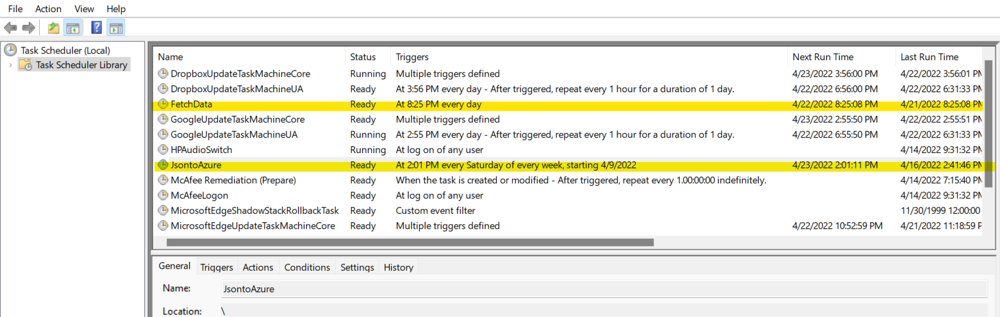 File Action View Help
Task Scheduler (Local)
Task Scheduler Library
Name Status Triggers Next Run Time Last Run Time
DropboxUpdateTaskMachineCore Running Multiple triggers defined 4/23/2022 3:56:00 PM 4/22/2022 3:56:01 PM
DropboxUpdateTaskMachineUA Ready At 3:56 PM every day - After triggered, repeat every 1 hour for a duration of 1 day. 4/22/2022 6:56:00 PM 4/22/2022 6:31:33 PM
FetchData Ready At 8:25 PM every day 4/22/2022 8:25:08 PM 4/21/2022 8:25:08 PM
GoogleUpdateTaskMachineCore Ready Multiple triggers defined 4/23/2022 2:55:50 PM 4/22/2022 2:55:51 PM
GoogleUpdateTaskMachineUA Running At 2:55 PM every day - After triggered, repeat every 1 hour for a duration of 1 day. 4/22/2022 6:55:50 PM 4/22/2022 6:31:33 PM
HPAudioSwitch Running At log on of any user 4/14/2022 9:31:32 PM
JsontoAzure Ready At 2:01 PM every Saturday of every week, starting 4/9/2022 4/23/2022 2:01:11 PM 4/16/2022 2:41:46 PM
McAfee Remediation (Prepare) Ready When the task is created or modified - After triggered, repeat every 1.00:00:00 indefinitely. 4/14/2022 7:15:40 PM
McAfeeLogon Ready At log on of any user 4/14/2022 9:31:32 PM
MicrosoftEdgeShadowStackRollbackTask Ready Custom event filter 11/30/1999 12:00:00
MicrosoftEdgeUpdateTaskMachineCore Ready Multiple triggers defined 4/22/2022 10:52:59 PM 4/21/2022 11:18:59 P
General Triggers Actions Conditions Settings History
Name: JsontoAzure
Location: \